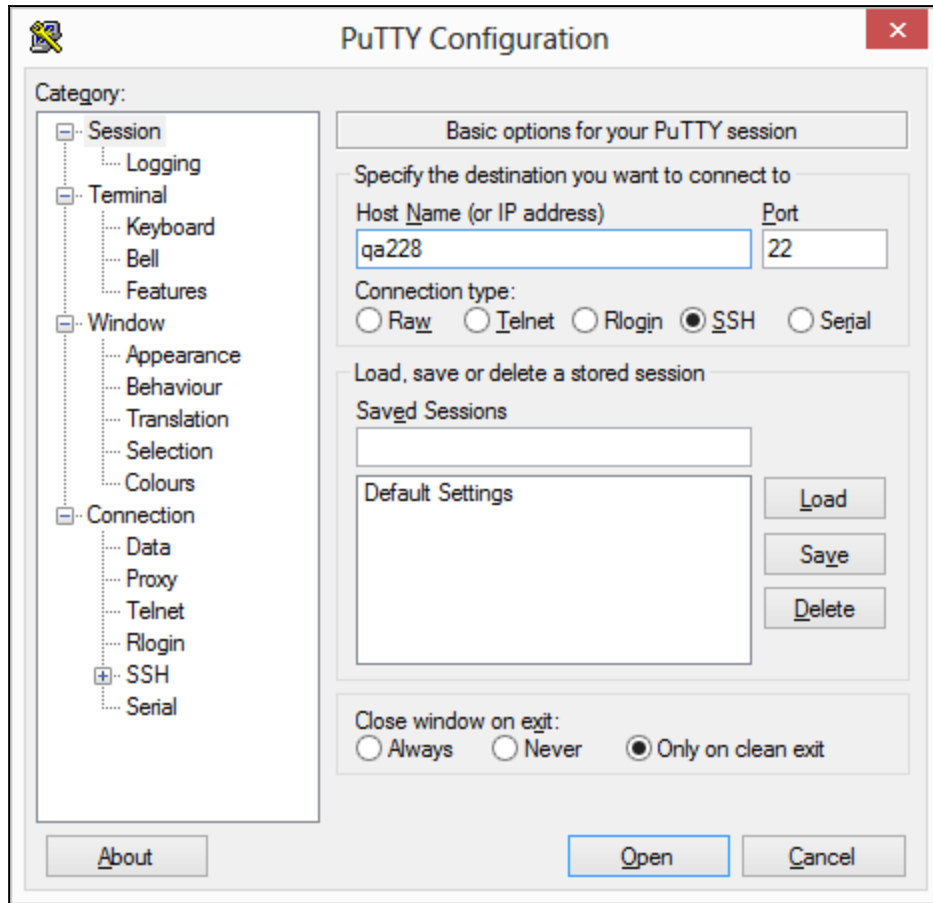 PuTTY Configuration
Category:
Session
Logging
Terminal
Keyboard
Bell
Features
Window
Appearance
Behaviour
Translation
Selection
Colours
Connection
Data
Proxy
Telnet
Rlogin
SSH
Serial
Basic options for your PuTTY session
Specify the destination you want to connect to
Host Name (or IP address) Port
qa228 22
Connection type:
Raw Telnet Rlogin SSH Serial
Load, save or delete a stored session
Saved Sessions
Default Settings
Load
Save
Delete
Close window on exit:
Always Never Only on clean exit
About Open Cancel